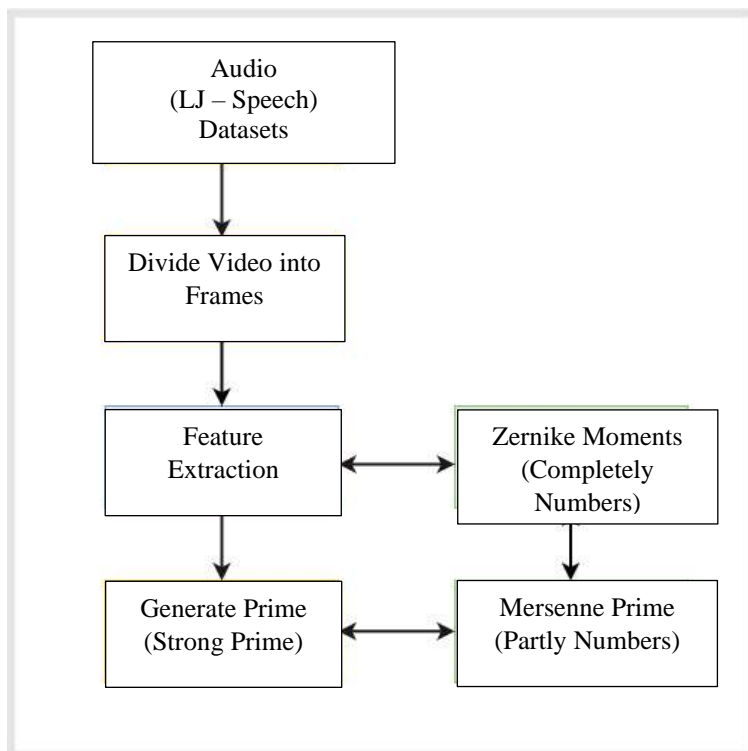 Audio
(LJ – Speech)
Datasets
Divide Video into
Frames
Feature
Extraction
Zernike Moments
(Completely
Numbers)
Generate Prime
(Strong Prime)
Mersenne Prime
(Partly Numbers)